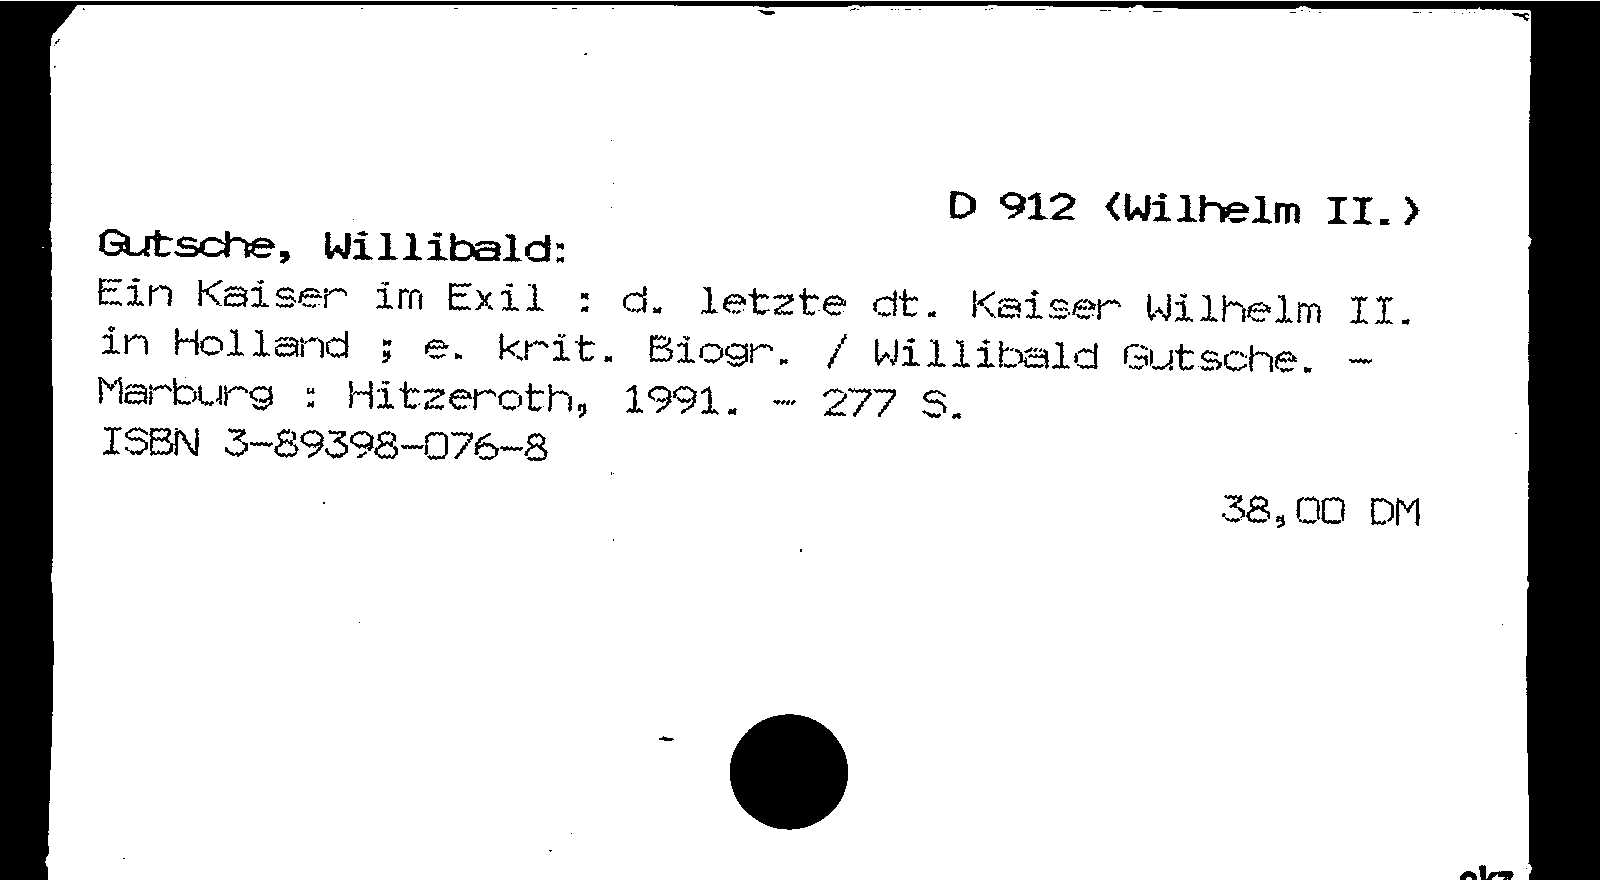 D 912 (Wilhelm II.)
Gutsche, Willibald:
Ein Kaiser im Exil : d. letzte dt. Kaiser Wilhelm II.
in Holland ; e. krit. Biogr. / Willibald Gutsche. -
Marburg : Hitzeroth, 1991. - 277 S.
ISBN 3-89398-076-8
38,00 DM
ekz